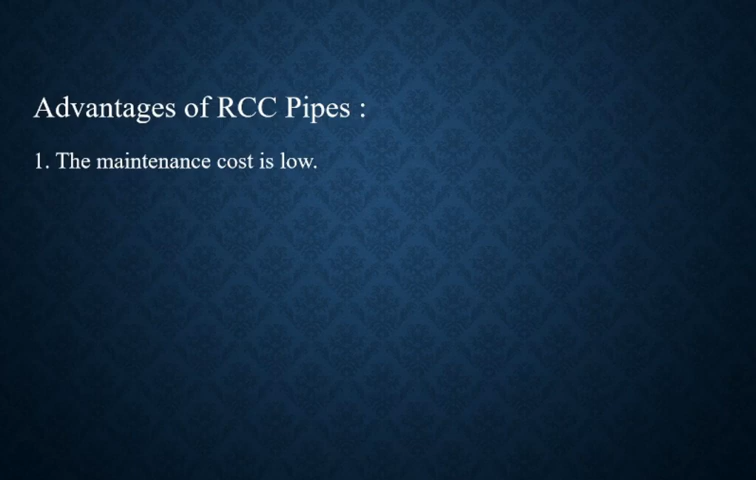 Advantages of RCC Pipes :
1. The maintenance cost is low.